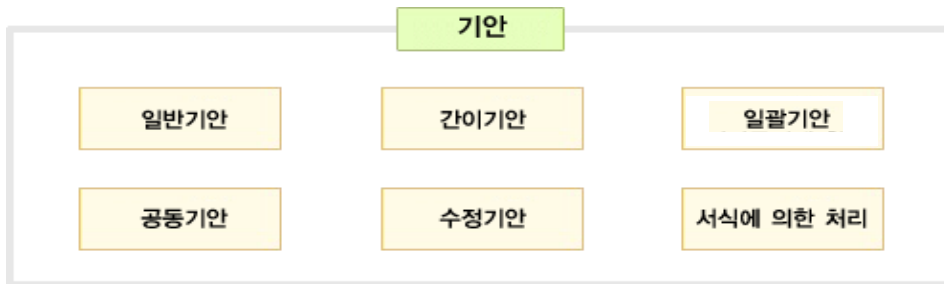 기안
일반기안
간이기안
일괄기안
공동기안
수정기안
서식에 의한 처리